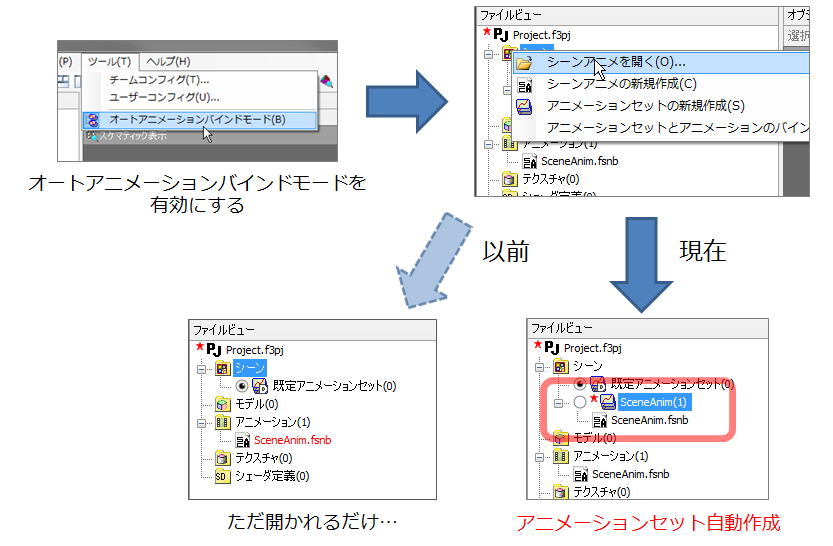 (P) ツール(T) ヘルプ(H)
チームコンフィグ(T)...
ユーザーコンフィグ(U)...
オートアニメーションバインドモード(B)
スケマティック表示
オートアニメーションバインドモードを
有効にする
ファイルビュー
Project.f3pj
シーン
シーンアニメを開く(O)...
シーンアニメの新規作成(C)
アニメーションセットの新規作成(S)
アニメーションセットとアニメーションのバイン
アニメーション(1)
SceneAnim.fsnb
テクスチャ(0)
シェーダ定義(0)
オブジ
選択
以前
現在
ファイルビュー
Project.f3pj
シーン
既定アニメーションセット(0)
モデル(0)
アニメーション(1)
SceneAnim.fsnb
テクスチャ(0)
シェーダ定義(0)
ただ開かれるだけ…
ファイルビュー
Project.f3pj
シーン
既定アニメーションセット(0)
SceneAnim(1)
SceneAnim.fsnb
モデル(0)
アニメーション(1)
SceneAnim.fsnb
テクスチャ(0)
アニメーションセット自動作成